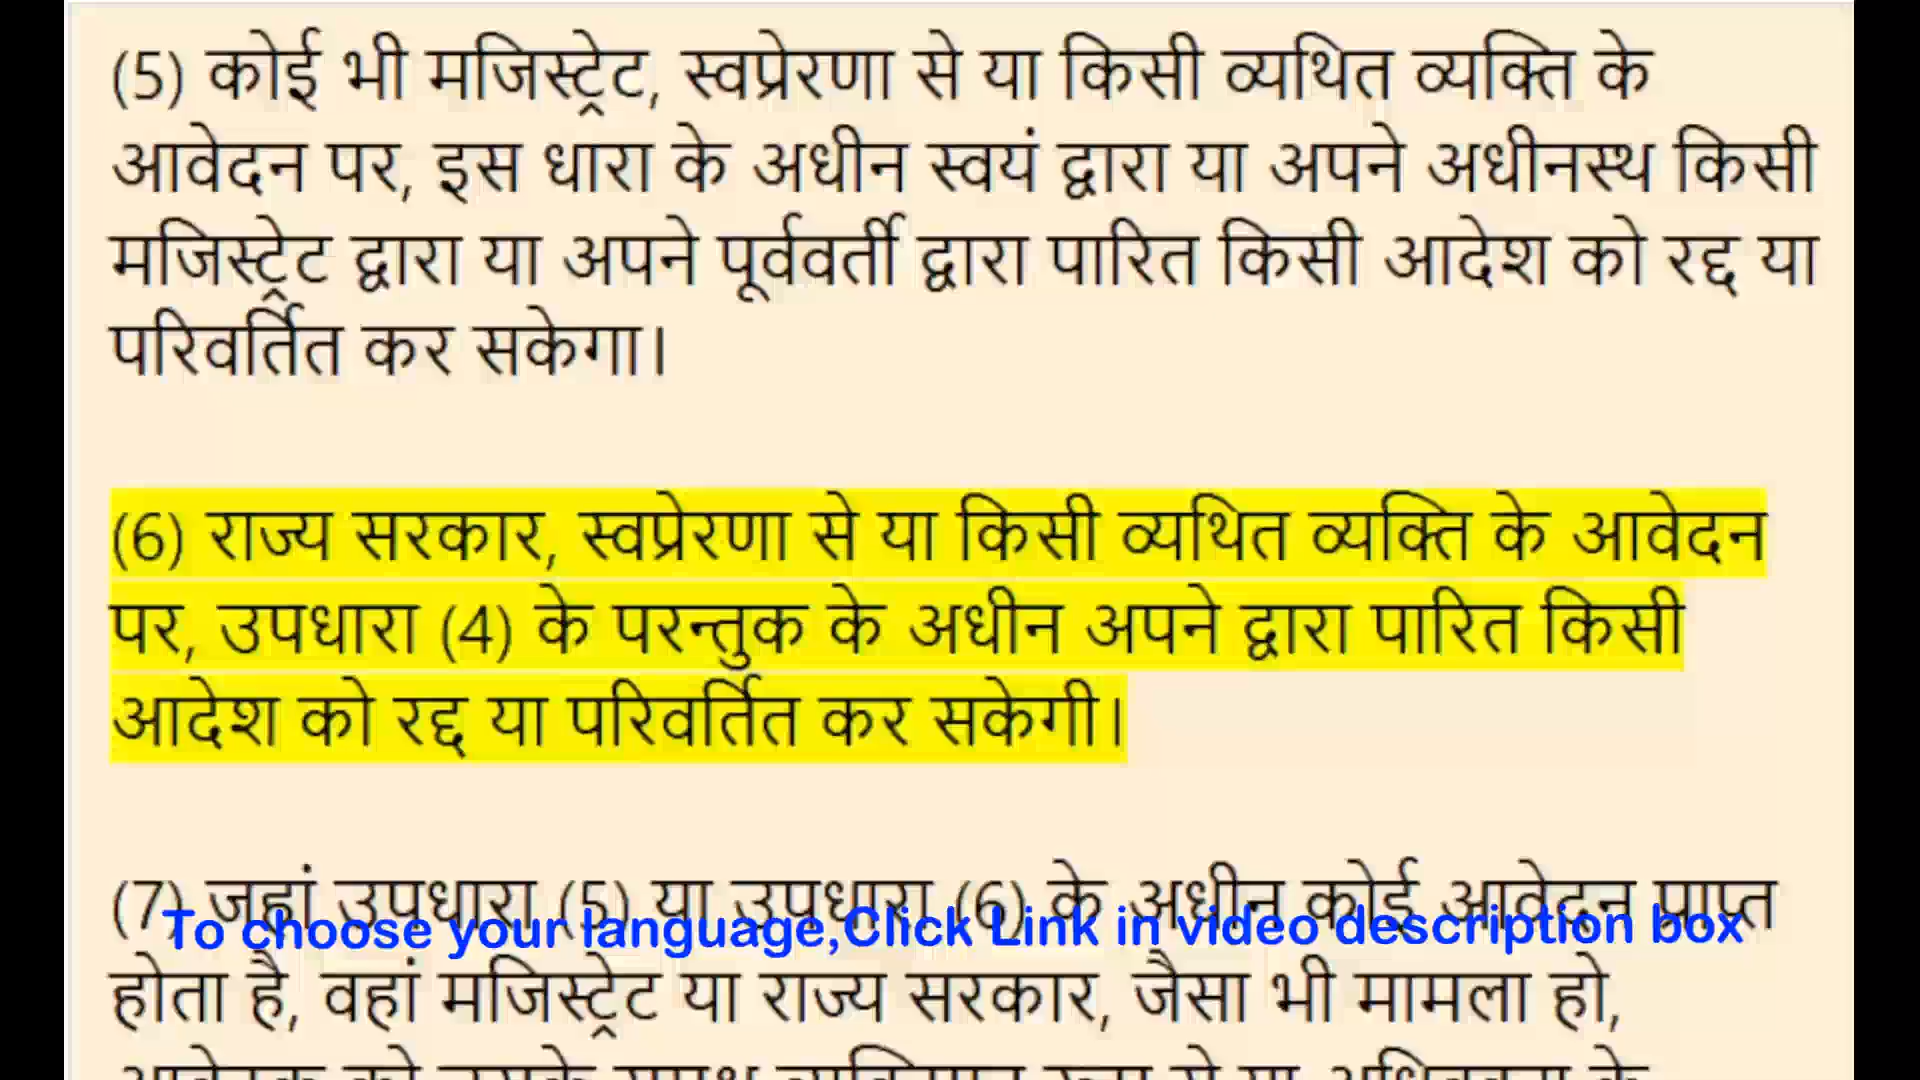 (5) कोई भी मजिस्ट्रेट, स्वप्रेरणा से या किसी व्यथित व्यक्ति के
आवेदन पर, इस धारा के अधीन स्वयं द्वारा या अपने अधीनस्थ किसी
मजिस्ट्रेट द्वारा या अपने पूर्ववर्ती द्वारा पारित किसी आदेश को रद्द या
परिवर्तित कर सकेगा।
(6) राज्य सरकार, स्वप्रेरणा से या किसी व्यथित व्यक्ति के आवेदन
पर, उपधारा (4) के परन्तुक के अधीन अपने द्वारा पारित किसी
आदेश को रद्द या परिवर्तित कर सकेगी।
(7) जहां उपधारा (5) या उपधारा (6) के अधीन कोई आवेदन प्राप्त
To choose your language,Click Link in video description box
होता है, वहां मजिस्ट्रेट या राज्य सरकार, जैसा भी मामला हो,